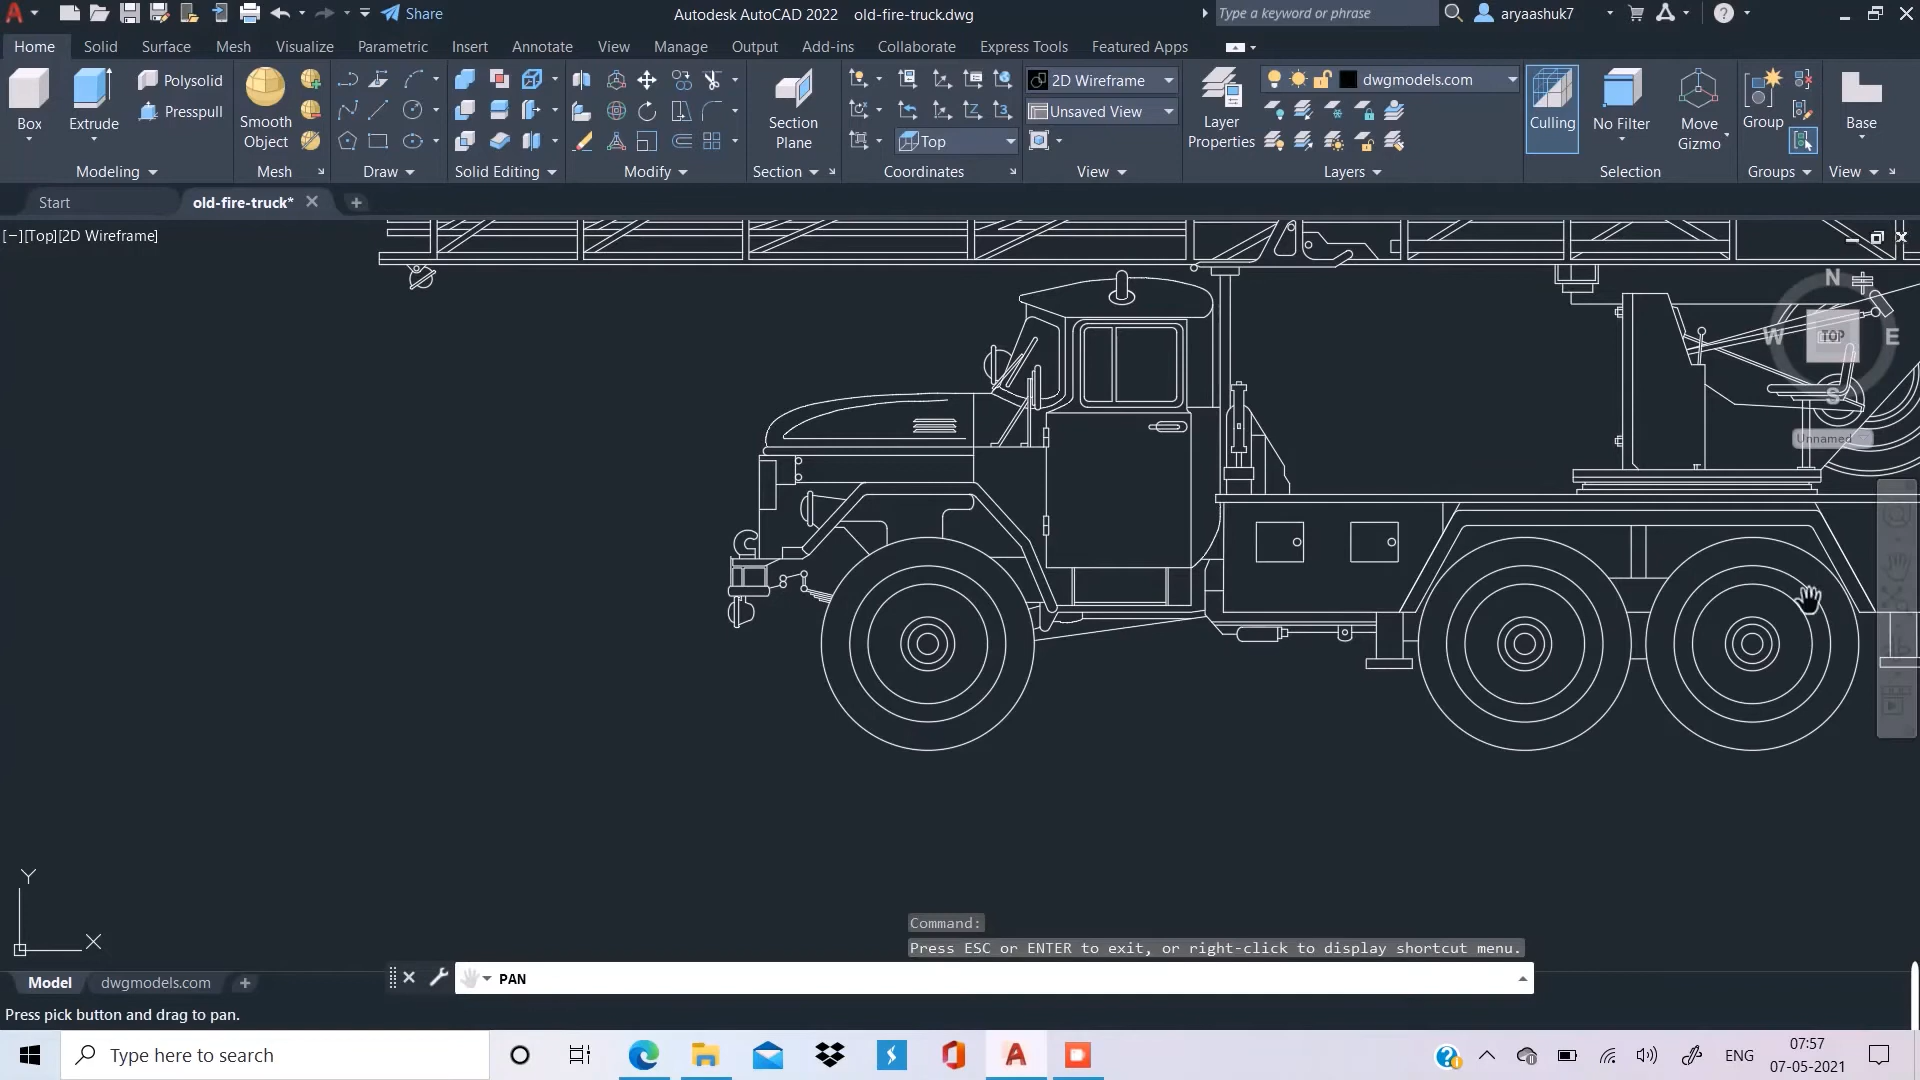 Share
Autodesk AutoCAD 2022 old-fire-truck.dwg
Type a keyword or phrase
aryaashuk7
Home Solid Surface Mesh Visualize Parametric Insert Annotate View Manage Output Add-ins Collaborate Express Tools Featured Apps
Box
Extrude
Polysolid
Presspull
Smooth
Object
Section
Plane
2D Wireframe
Unsaved View
Top
Layer
Properties
dwgmodels.com
Culling
No Filter
Move
Gizmo
Group
Base
Modeling Mesh Draw Solid Editing Modify Section Coordinates View Layers Selection Groups View
Start
old-fire-truck*
[−][Top][2D Wireframe]
N
W
TOP
E
S
Unnamed
Y
X
Command:
Press ESC or ENTER to exit, or right-click to display shortcut menu.
PAN
Model
dwgmodels.com
Press pick button and drag to pan.
Type here to search
ENG
07:57
07-05-2021